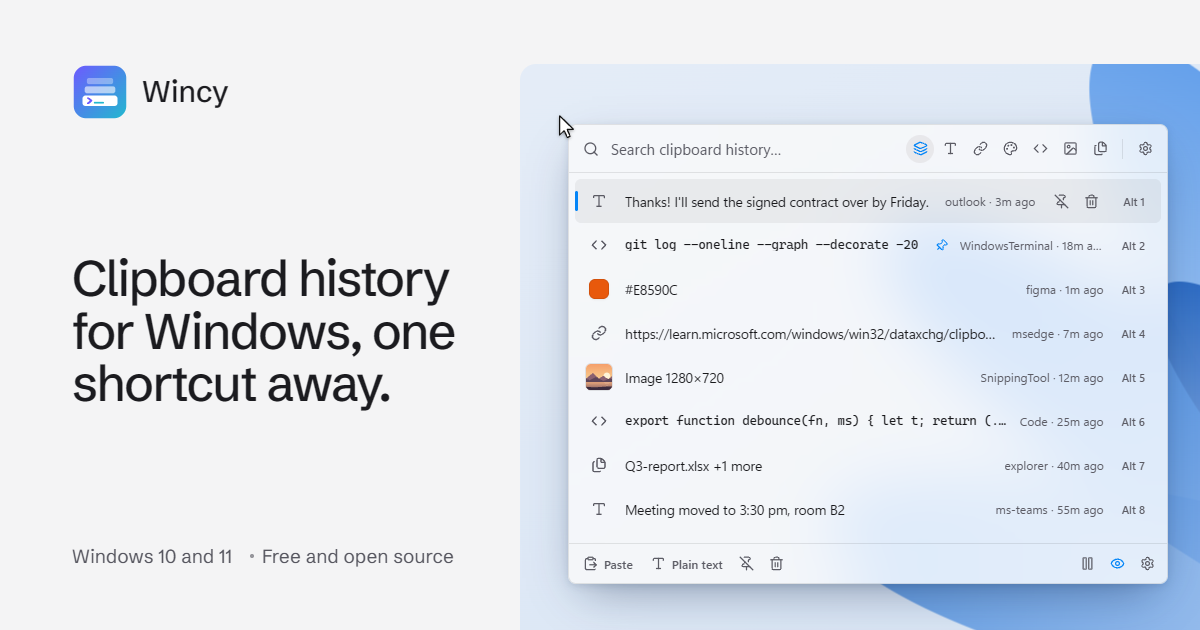 Wincy
Clipboard history
for Windows, one
shortcut away.
Windows 10 and 11 • Free and open source
Search clipboard history...
Thanks! I'll send the signed contract over by Friday. outlook · 3m ago Alt 1
git log --oneline --graph --decorate -20 WindowsTerminal · 18m a... Alt 2
#E8590C figma · 1m ago Alt 3
https://learn.microsoft.com/windows/win32/dataxchg/clipbo... msedge · 7m ago Alt 4
Image 1280×720 SnippingTool · 12m ago Alt 5
export function debounce(fn, ms) { let t; return (... Code · 25m ago Alt 6
Q3-report.xlsx +1 more explorer · 40m ago Alt 7
Meeting moved to 3:30 pm, room B2 ms-teams · 55m ago Alt 8
Paste Plain text